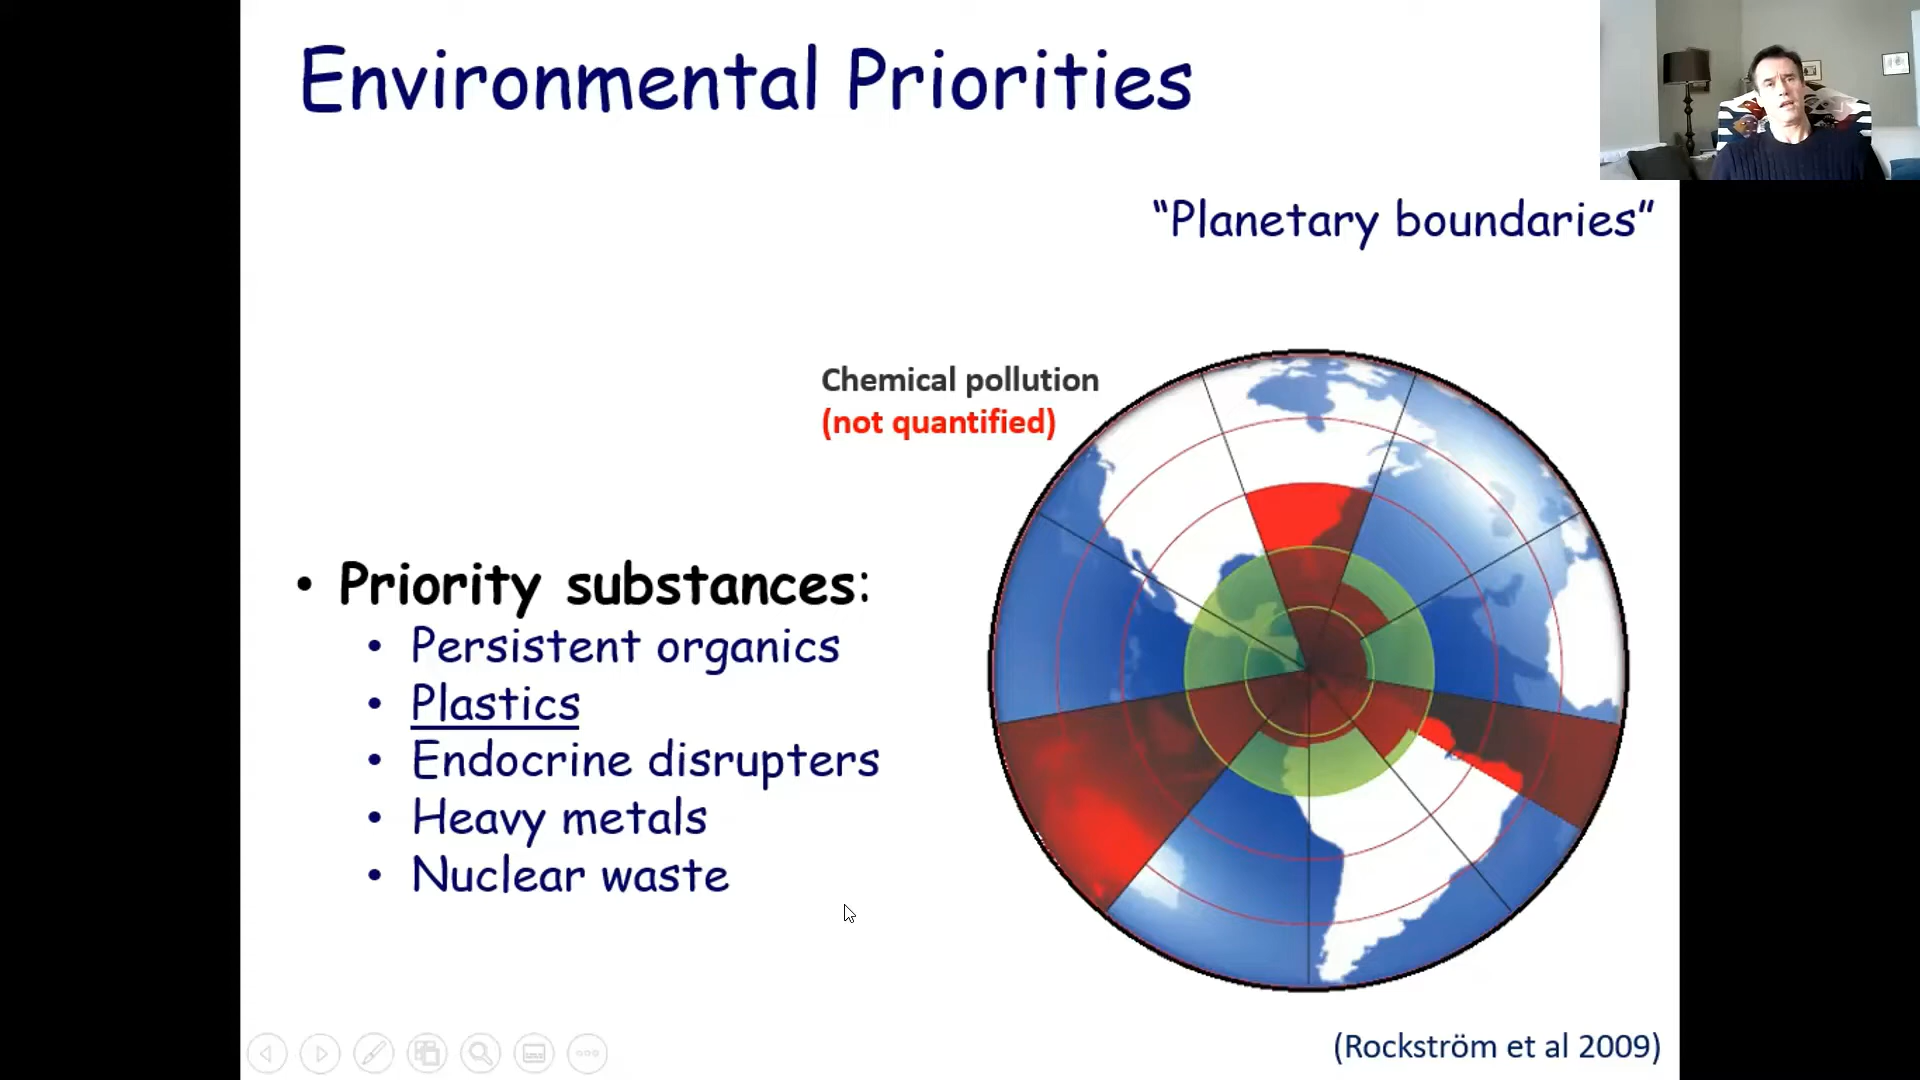 Environmental Priorities
“Planetary boundaries”
Chemical pollution
(not quantified)
• Priority substances:
• Persistent organics
• Plastics
• Endocrine disrupters
• Heavy metals
• Nuclear waste
(Rockström et al 2009)